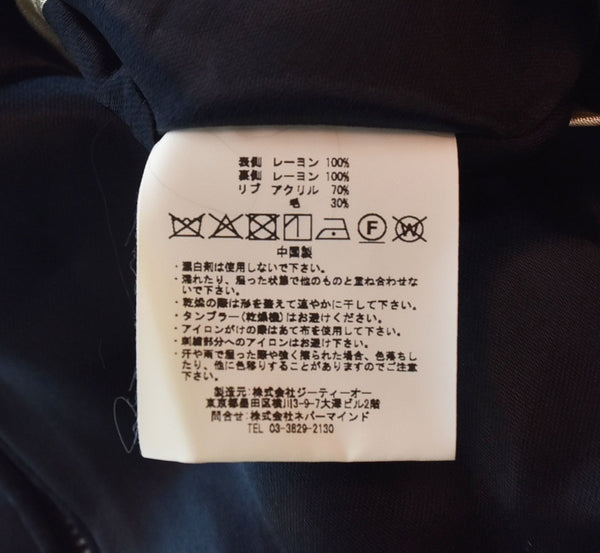 表側 レーヨン 100%
裏側 レーヨン 100%
リブ アクリル 70%
毛 30%
F W
中国製
・漂白剤は使用しないで下さい。
・濡れたり、湿った状態で他のものと重ね合わせな
いで下さい。
・乾燥の際は形を整えて速やかに干して下さい。
・タンブラー(乾燥機)はお避けください。
・アイロンがけの際はあて布を使用して下さい。
・刺繍部分へのアイロンはお避け下さい。
・汗や雨で湿った際や強く擦られた場合、色落ちし
たり、他に色移りすることがありますのでご注意
下さい。
製造元：株式会社ジーティーオー
東京都墨田区横川3-9-7大澤ビル2階
問合せ：株式会社ネバーマインド
TEL 03-3829-2130